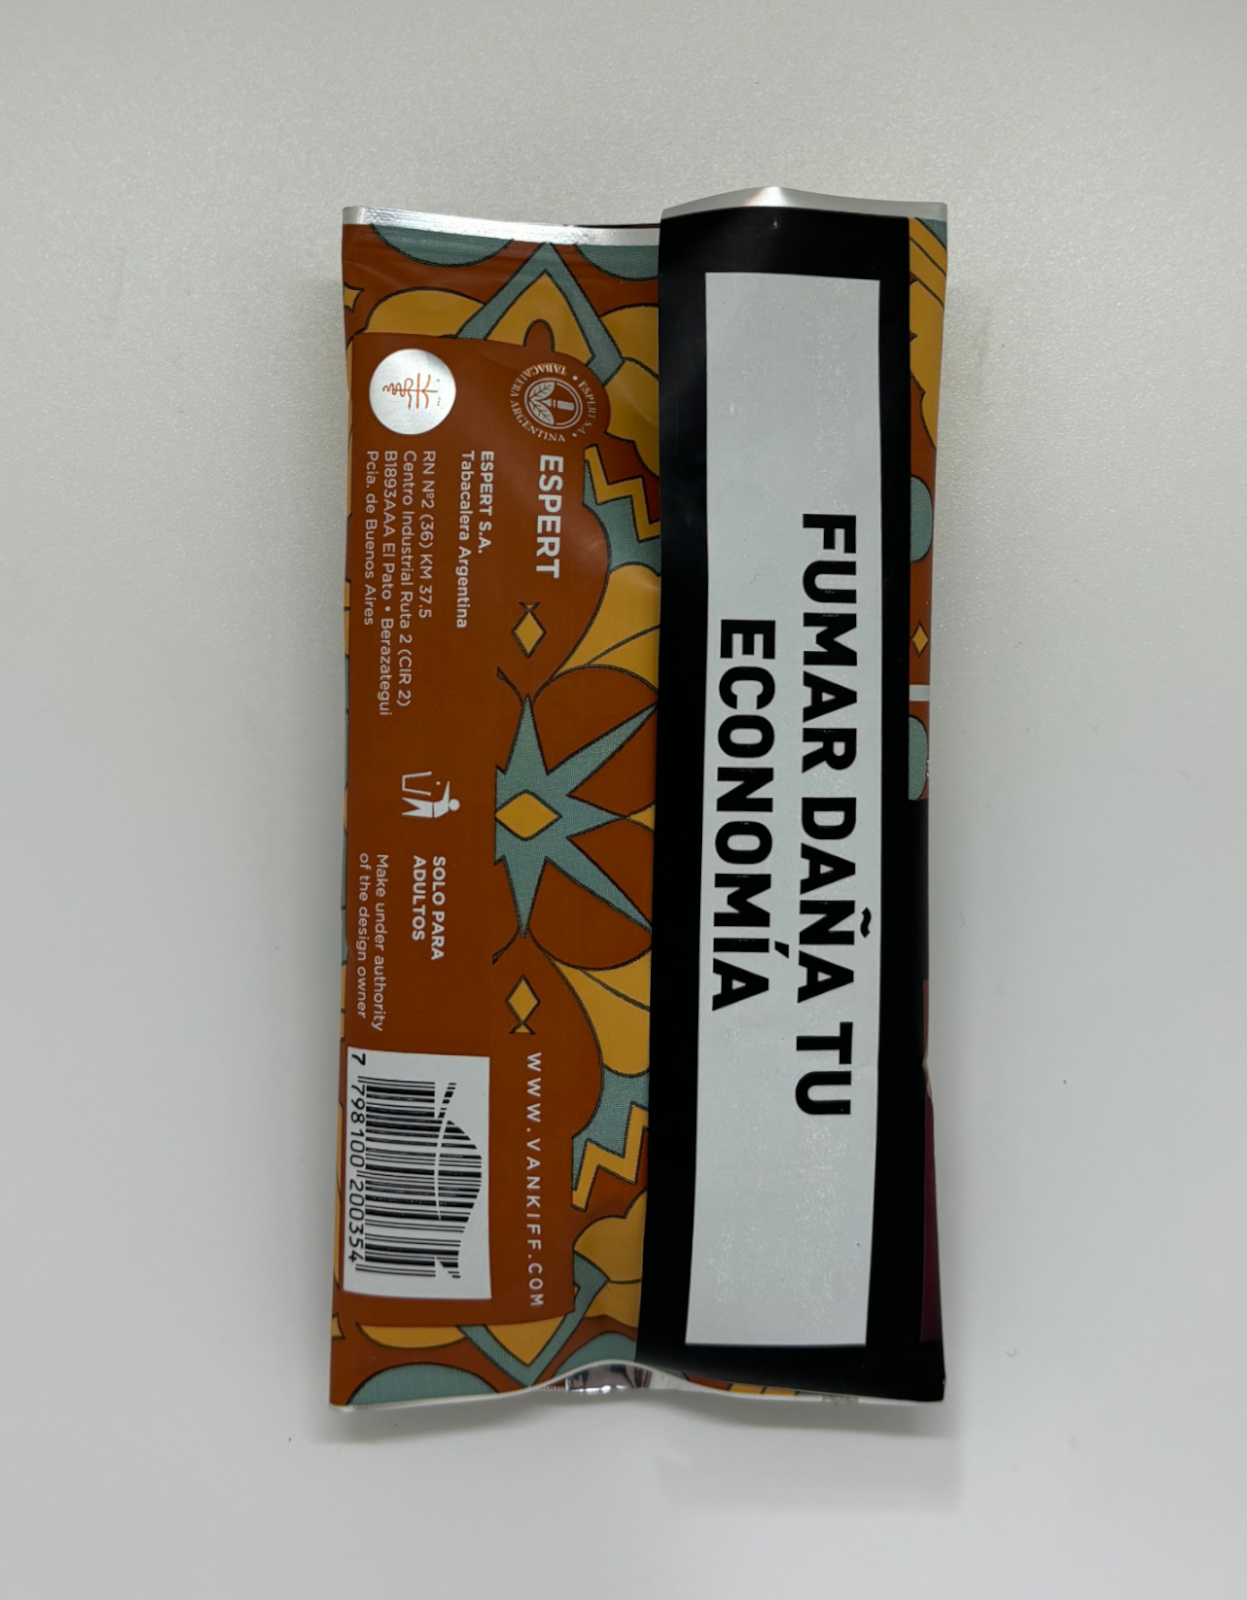 FUMAR DAÑA TU
ECONOMÍA
ESPERT S.A.
TABACALERA ARGENTINA
ESPERT
ESPERT S.A.
Tabacalera Argentina
RN Nº2 (36) KM 37.5
Centro Industrial Ruta 2 (CIR 2)
B1893AAA El Pato • Berazategui
Pcia. de Buenos Aires
SOLO PARA
ADULTOS
Make under authority
of the design owner
WWW.VANKIFF.COM
7 798100 200354